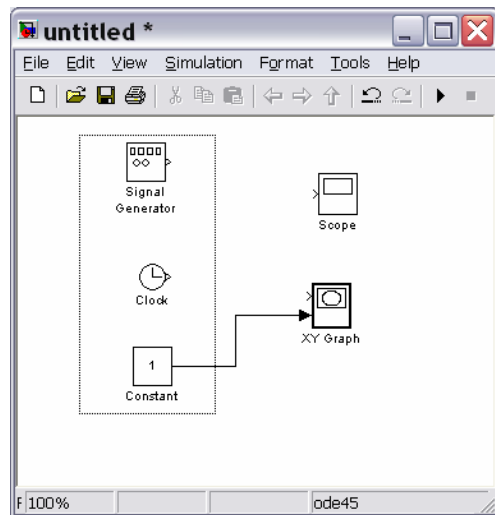 untitled *
File Edit View Simulation Format Tools Help
Signal
Generator
Scope
Clock
XY Graph
1
Constant
F 100% ode45